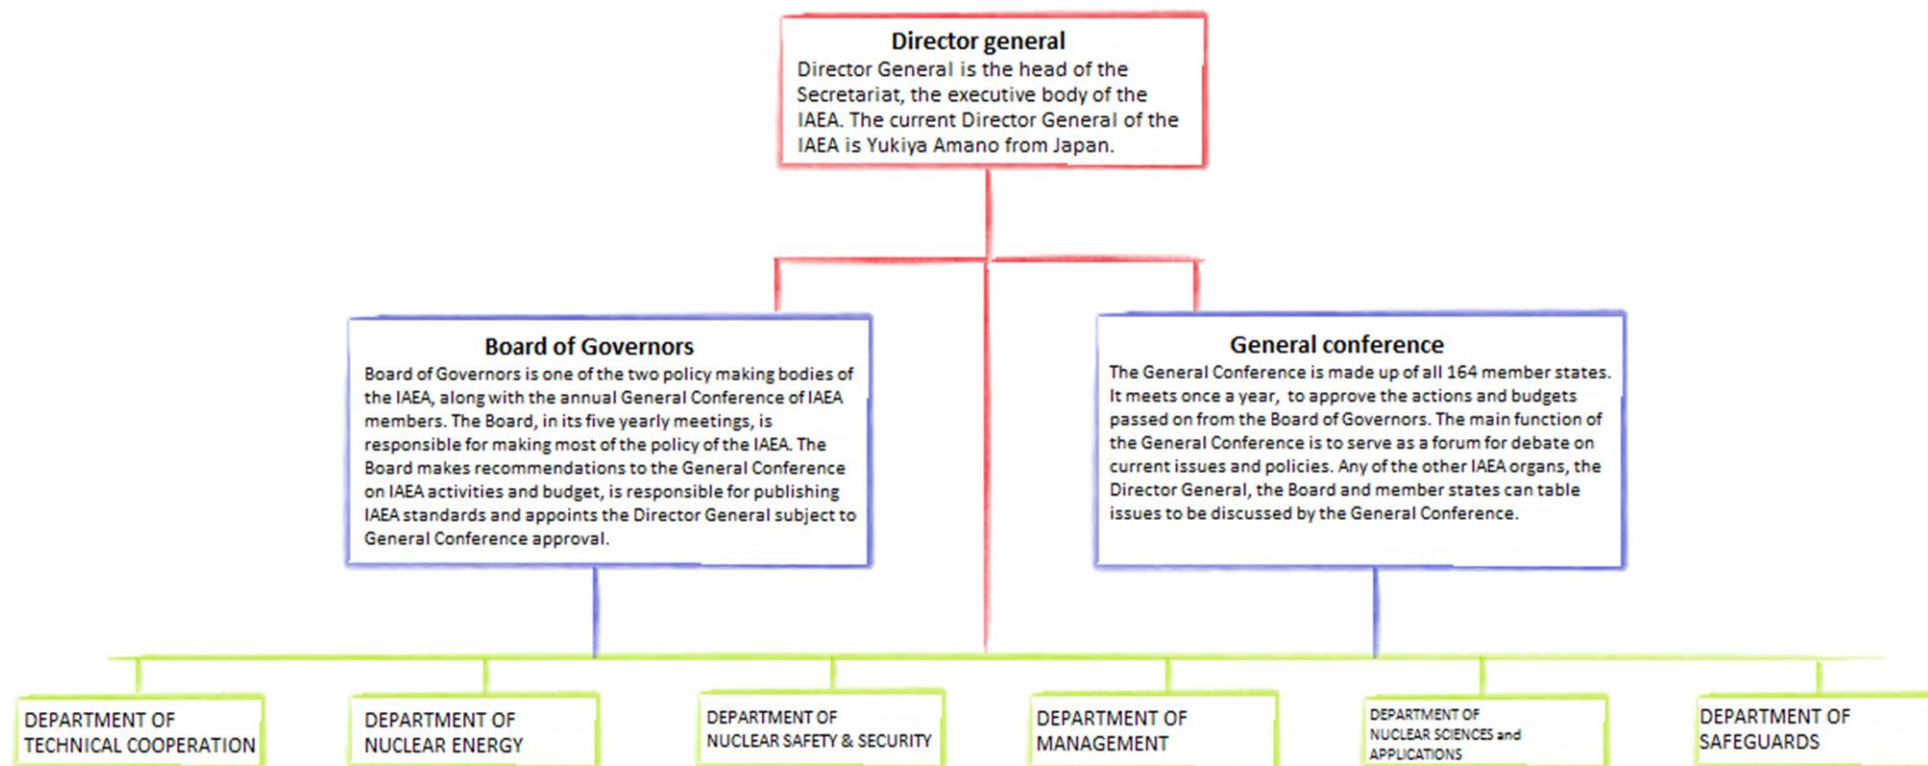 Director general
Director General is the head of the
Secretariat, the executive body of the
IAEA. The current Director General of the
IAEA is Yukiya Amano from Japan.
Board of Governors
Board of Governors is one of the two policy making bodies of
the IAEA, along with the annual General Conference of IAEA
members. The Board, in its five yearly meetings, is
responsible for making most of the policy of the IAEA. The
Board makes recommendations to the General Conference
on IAEA activities and budget, is responsible for publishing
IAEA standards and appoints the Director General subject to
General Conference approval.
General conference
The General Conference is made up of all 164 member states.
It meets once a year, to approve the actions and budgets
passed on from the Board of Governors. The main function of
the General Conference is to serve as a forum for debate on
current issues and policies. Any of the other IAEA organs, the
Director General, the Board and member states can table
issues to be discussed by the General Conference.
DEPARTMENT OF
TECHNICAL COOPERATION
DEPARTMENT OF
NUCLEAR ENERGY
DEPARTMENT OF
NUCLEAR SAFETY & SECURITY
DEPARTMENT OF
MANAGEMENT
DEPARTMENT OF
NUCLEAR SCIENCES and
APPLICATIONS
DEPARTMENT OF
SAFEGUARDS